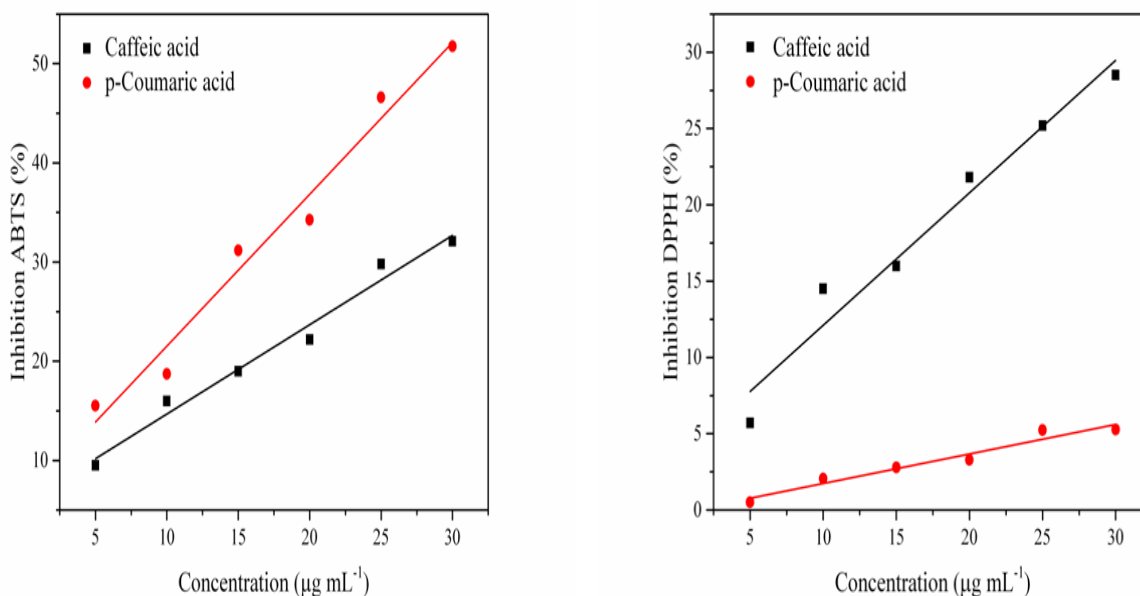 Caffeic acid
p-Coumaric acid
Inhibition ABTS (%)
50
40
30
20
10
5 10 15 20 25 30
Concentration (µg mL⁻¹)
Caffeic acid
p-Coumaric acid
Inhibition DPPH (%)
30
25
20
15
10
5
0
5 10 15 20 25 30
Concentration (µg mL⁻¹)